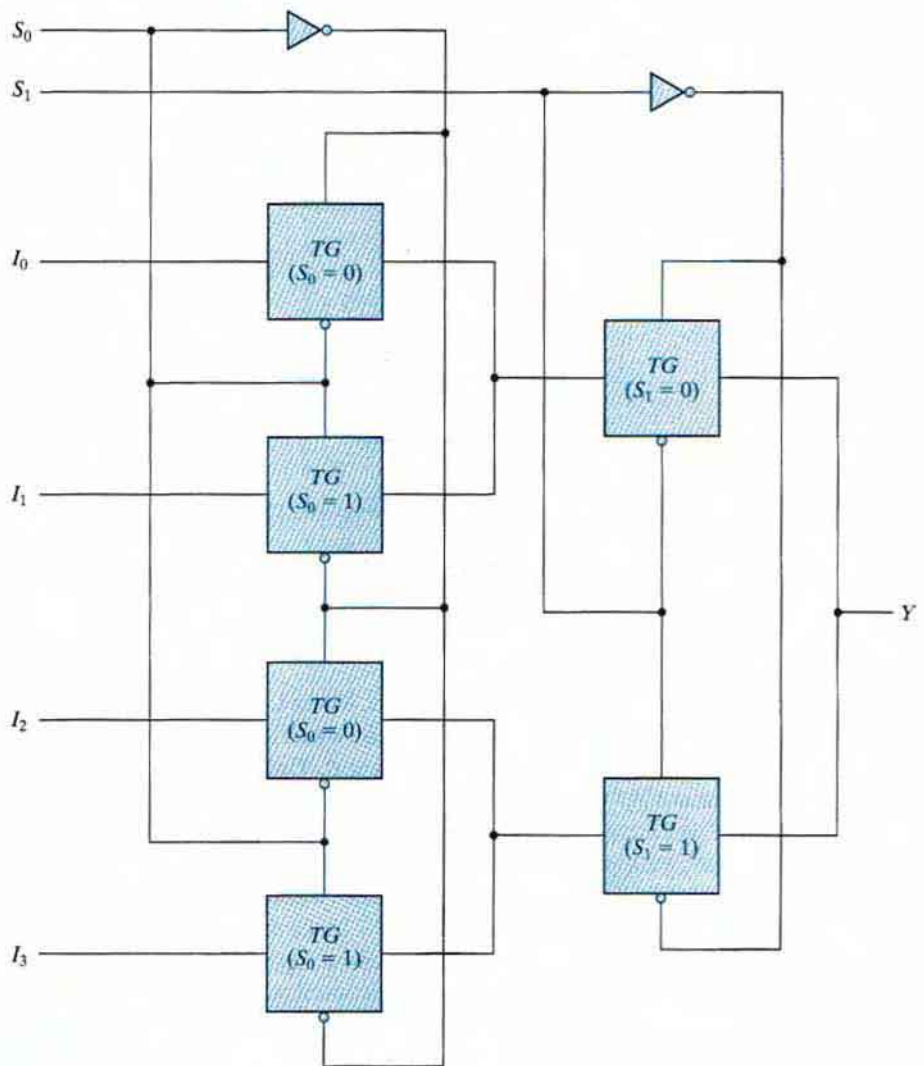 S₀
S₁
I₀
TG
(S₀ = 0)
TG
(S₁ = 0)
I₁
TG
(S₀ = 1)
Y
I₂
TG
(S₀ = 0)
TG
(S₁ = 1)
I₃
TG
(S₀ = 1)